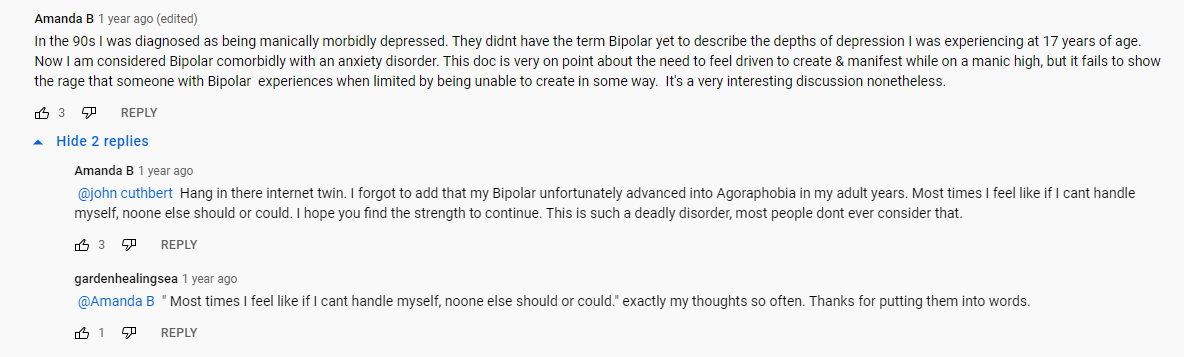 Amanda B 1 year ago (edited)
In the 90s I was diagnosed as being manically morbidly depressed. They didnt have the term Bipolar yet to describe the depths of depression I was experiencing at 17 years of age.
Now I am considered Bipolar comorbidly with an anxiety disorder. This doc is very on point about the need to feel driven to create & manifest while on a manic high, but it fails to show
the rage that someone with Bipolar experiences when limited by being unable to create in some way. It's a very interesting discussion nonetheless.
3 REPLY
Hide 2 replies
Amanda B 1 year ago
@john cuthbert Hang in there internet twin. I forgot to add that my Bipolar unfortunately advanced into Agoraphobia in my adult years. Most times I feel like if I cant handle
myself, noone else should or could. I hope you find the strength to continue. This is such a deadly disorder, most people dont ever consider that.
3 REPLY
gardenhealingsea 1 year ago
@Amanda B " Most times I feel like if I cant handle myself, noone else should or could." exactly my thoughts so often. Thanks for putting them into words.
1 REPLY